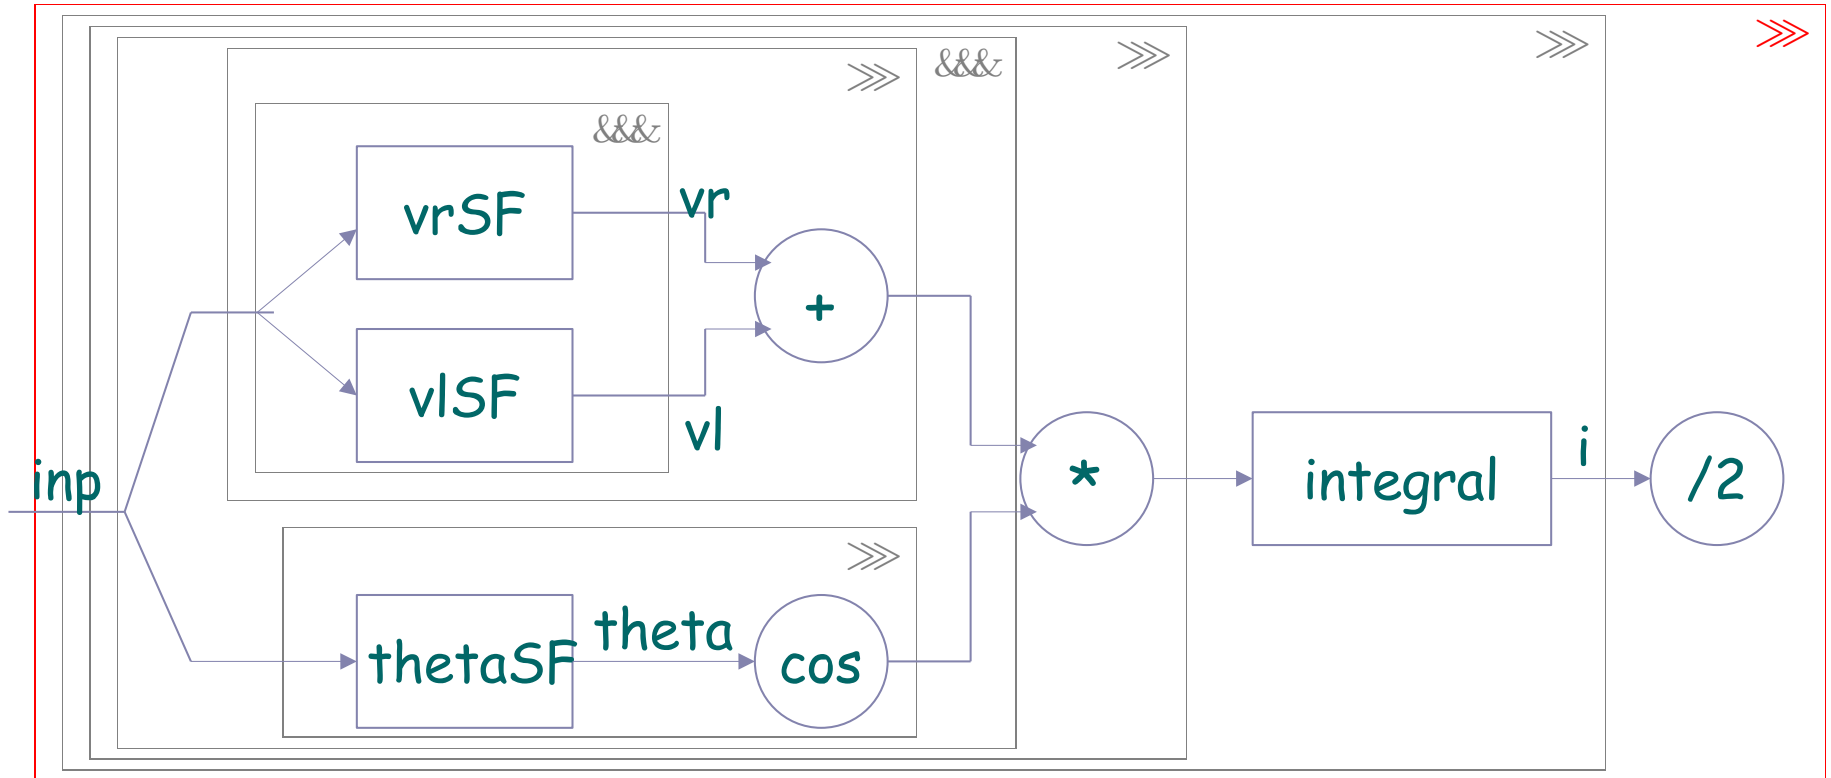 ⋙
⋙
⋙
&&&
⋙
&&&
vrSF
vr
+
vlSF
vl
inp
*
integral
i
/2
⋙
thetaSF
theta
cos